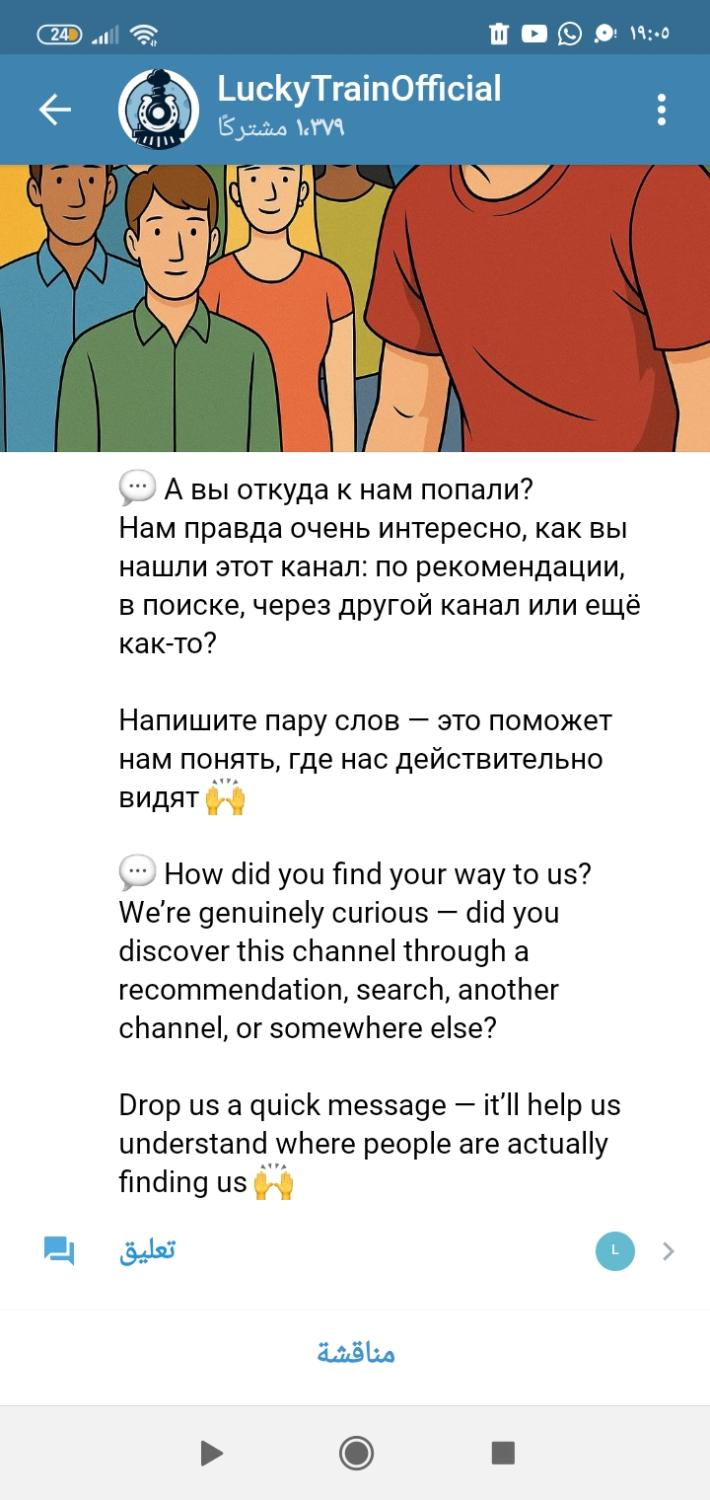 24
١٩:٠٥
LuckyTrainOfficial
١،٣٧٩ مشتركًا
💬 А вы откуда к нам попали?
Нам правда очень интересно, как вы
нашли этот канал: по рекомендации,
в поиске, через другой канал или ещё
как-то?
Напишите пару слов — это поможет
нам понять, где нас действительно
видят 🙌
💬 How did you find your way to us?
We’re genuinely curious — did you
discover this channel through a
recommendation, search, another
channel, or somewhere else?
Drop us a quick message — it’ll help us
understand where people are actually
finding us 🙌
تعليق
L
مناقشة